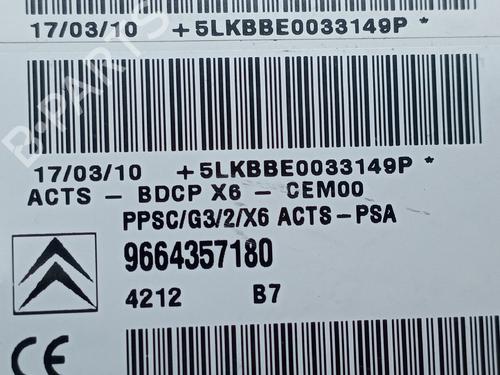 17/03/10 +5LKBBE0033149P *
17/03/10 +5LKBBE0033149P *
ACTS - BDCP X6 - CEM00
PPSC/G3/2/X6 ACTS-PSA
9664357180
4212 B7
CE
B-PARTS